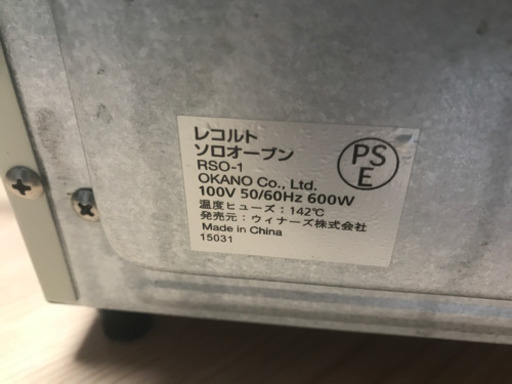 レコルト
ソロオーブン
RSO-1
OKANO Co., Ltd.
100V 50/60Hz 600W
温度ヒューズ：142℃
発売元：ウィナーズ株式会社
Made in China
15031
PS
E